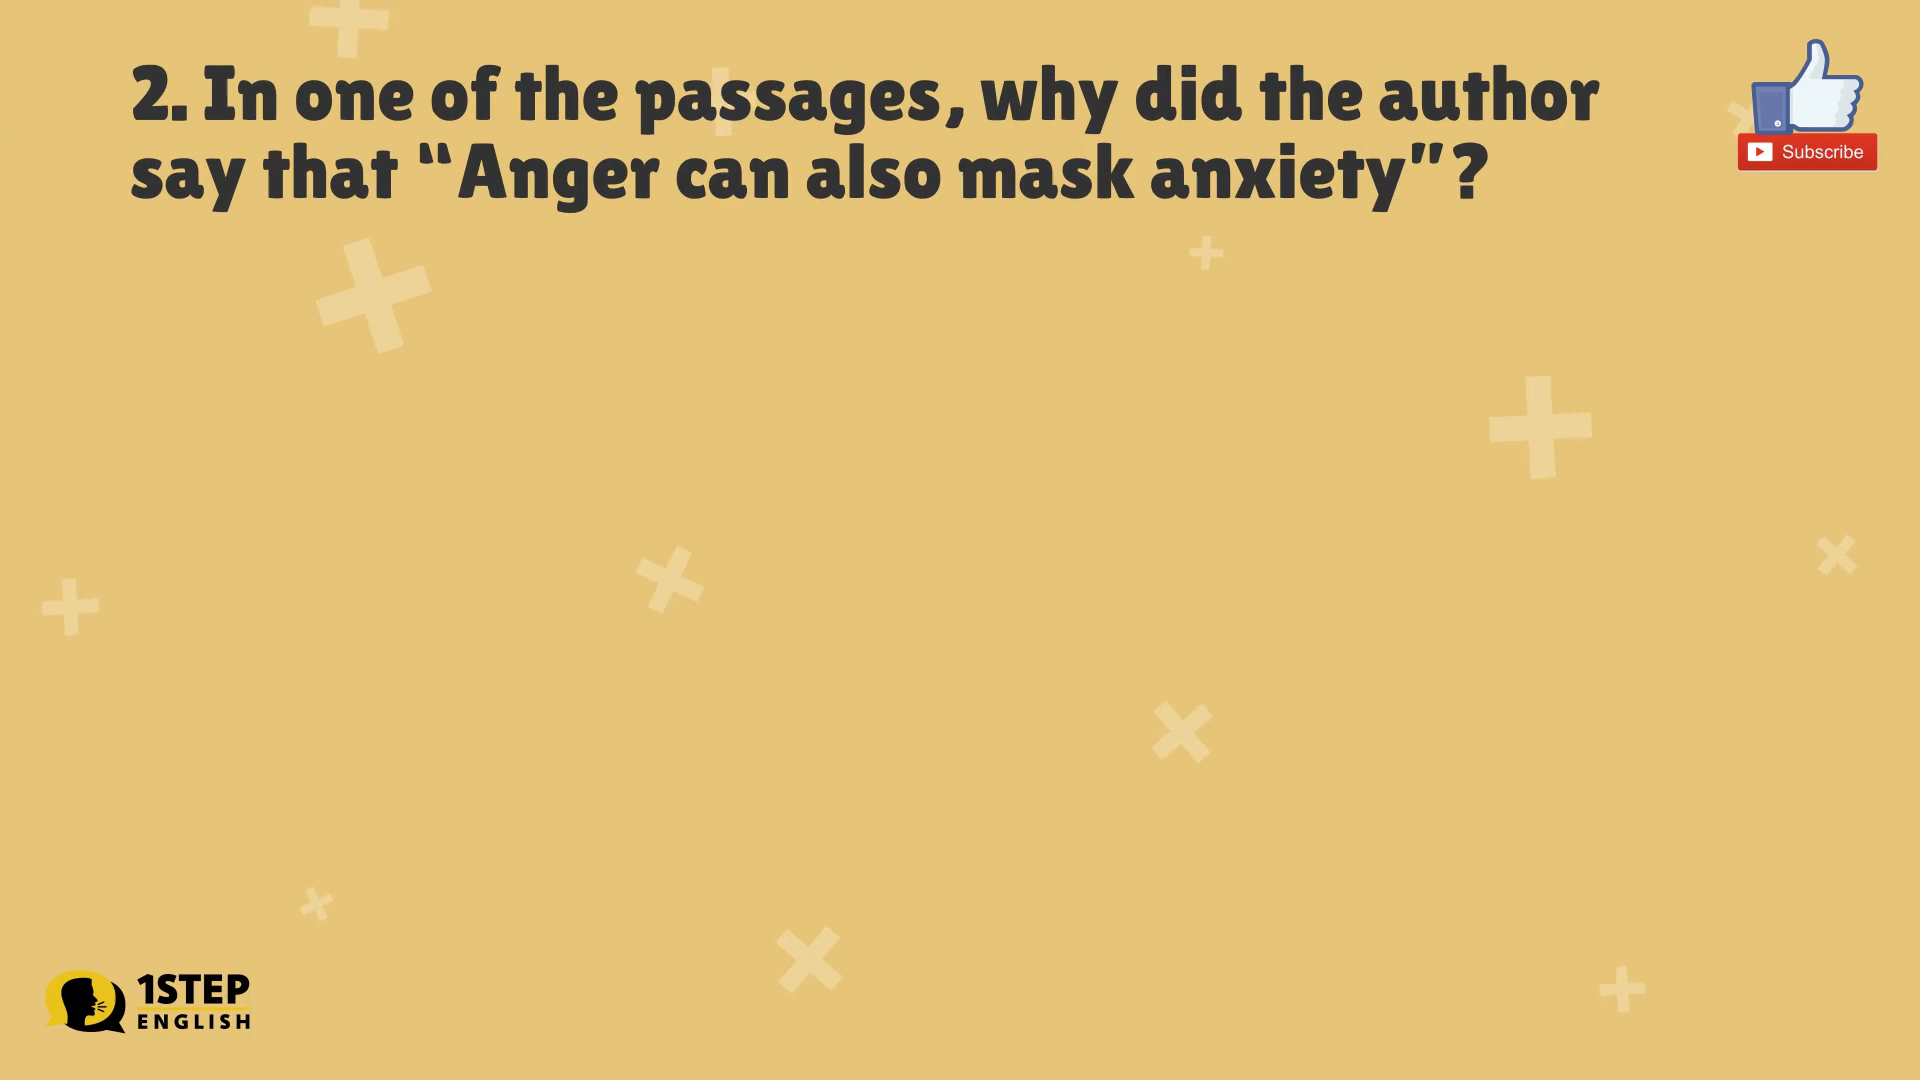 2. In one of the passages, why did the author
say that “Anger can also mask anxiety”?
Subscribe
1STEP
ENGLISH